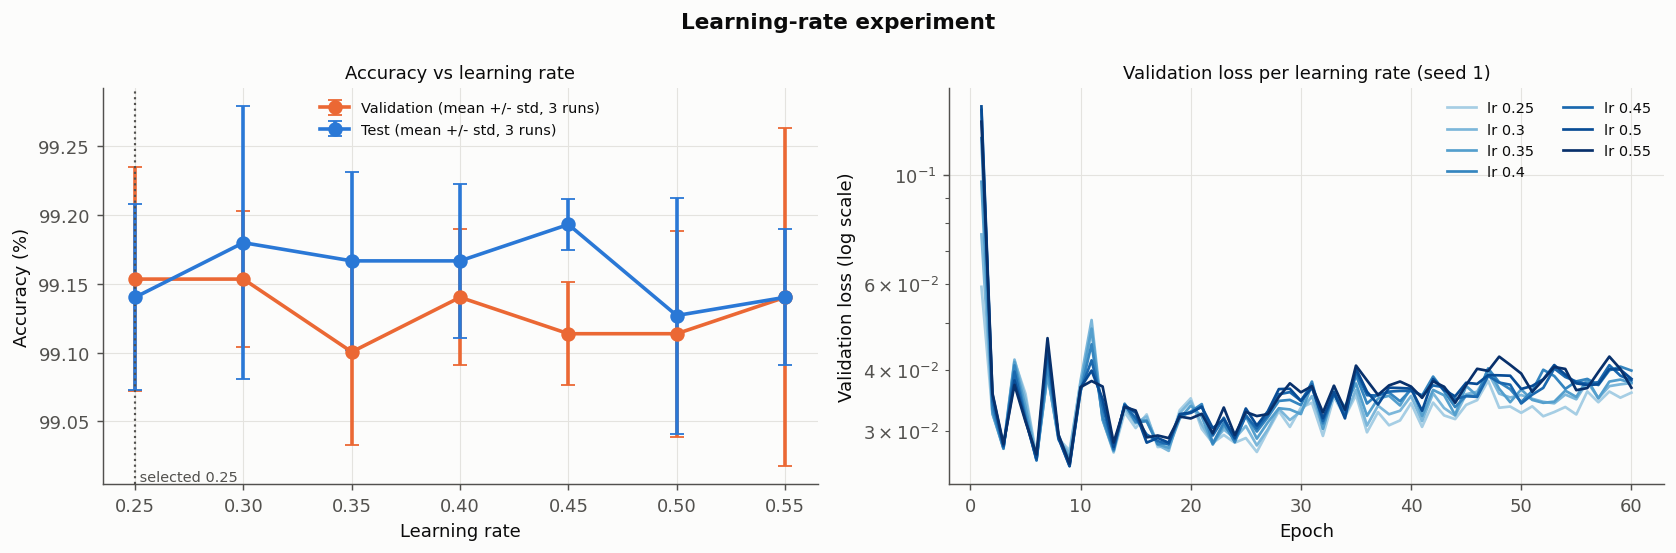 Learning-rate experiment
Accuracy vs learning rate
Validation (mean +/- std, 3 runs)
Test (mean +/- std, 3 runs)
Accuracy (%)
99.25
99.20
99.15
99.10
99.05
selected 0.25
0.25 0.30 0.35 0.40 0.45 0.50 0.55
Learning rate
Validation loss per learning rate (seed 1)
lr 0.25 lr 0.45
lr 0.3 lr 0.5
lr 0.35 lr 0.55
lr 0.4
Validation loss (log scale)
10⁻¹
6 × 10⁻²
4 × 10⁻²
3 × 10⁻²
0 10 20 30 40 50 60
Epoch